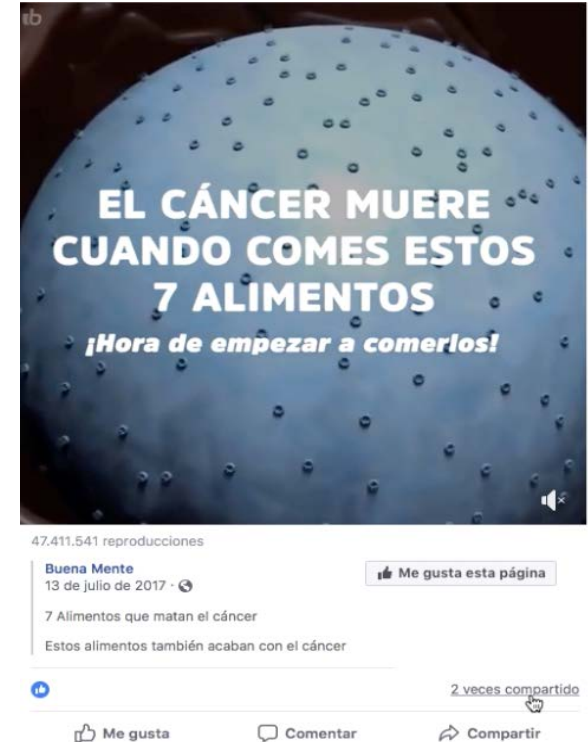 tb
EL CÁNCER MUERE
CUANDO COMES ESTOS
7 ALIMENTOS
¡Hora de empezar a comerlos!
47.411.541 reproducciones
Buena Mente
13 de julio de 2017 ·
Me gusta esta página
7 Alimentos que matan el cáncer
Estos alimentos también acaban con el cáncer
2 veces compartido
Me gusta
Comentar
Compartir